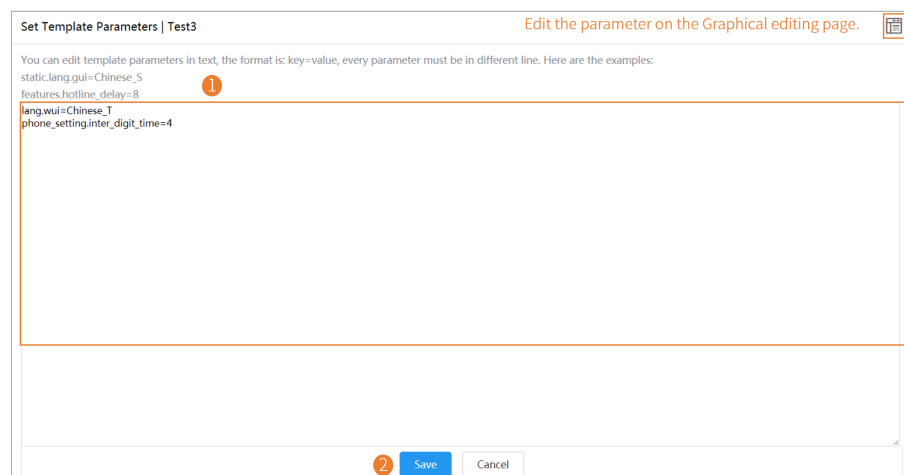 Set Template Parameters | Test3
Edit the parameter on the Graphical editing page.
You can edit template parameters in text, the format is: key=value, every parameter must be in different line. Here are the examples:
static.lang.gui=Chinese_S
1
features.hotline_delay=8
lang.wui=Chinese_T
phone_setting.inter_digit_time=4
2 Save Cancel